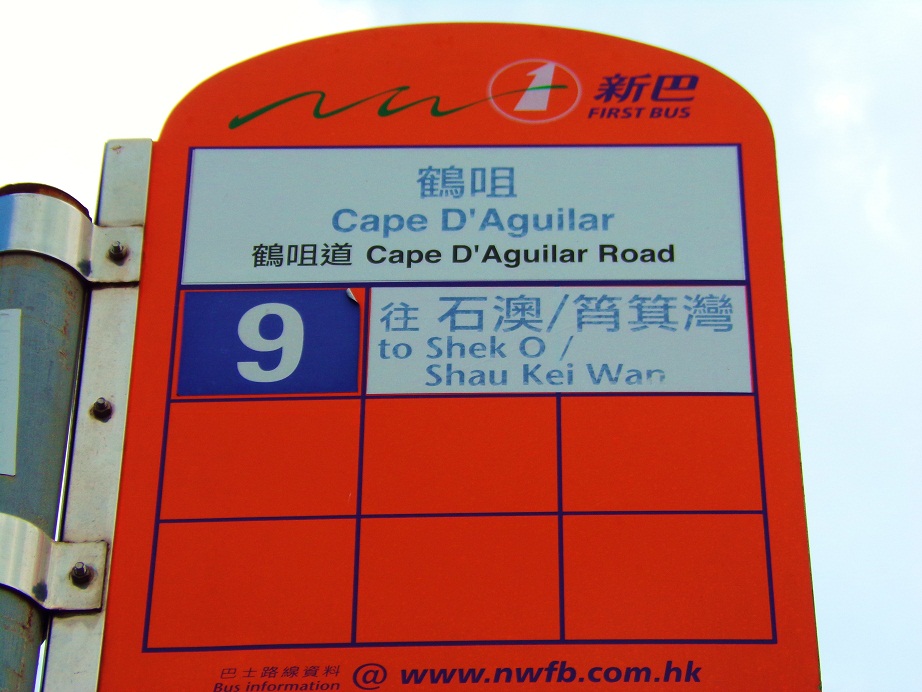 1 新巴
FIRST BUS
鶴咀
Cape D'Aguilar
鶴咀道 Cape D'Aguilar Road
9
往 石澳/筲箕灣
to Shek O /
Shau Kei Wan
巴士路線資料
Bus information @ www.nwfb.com.hk